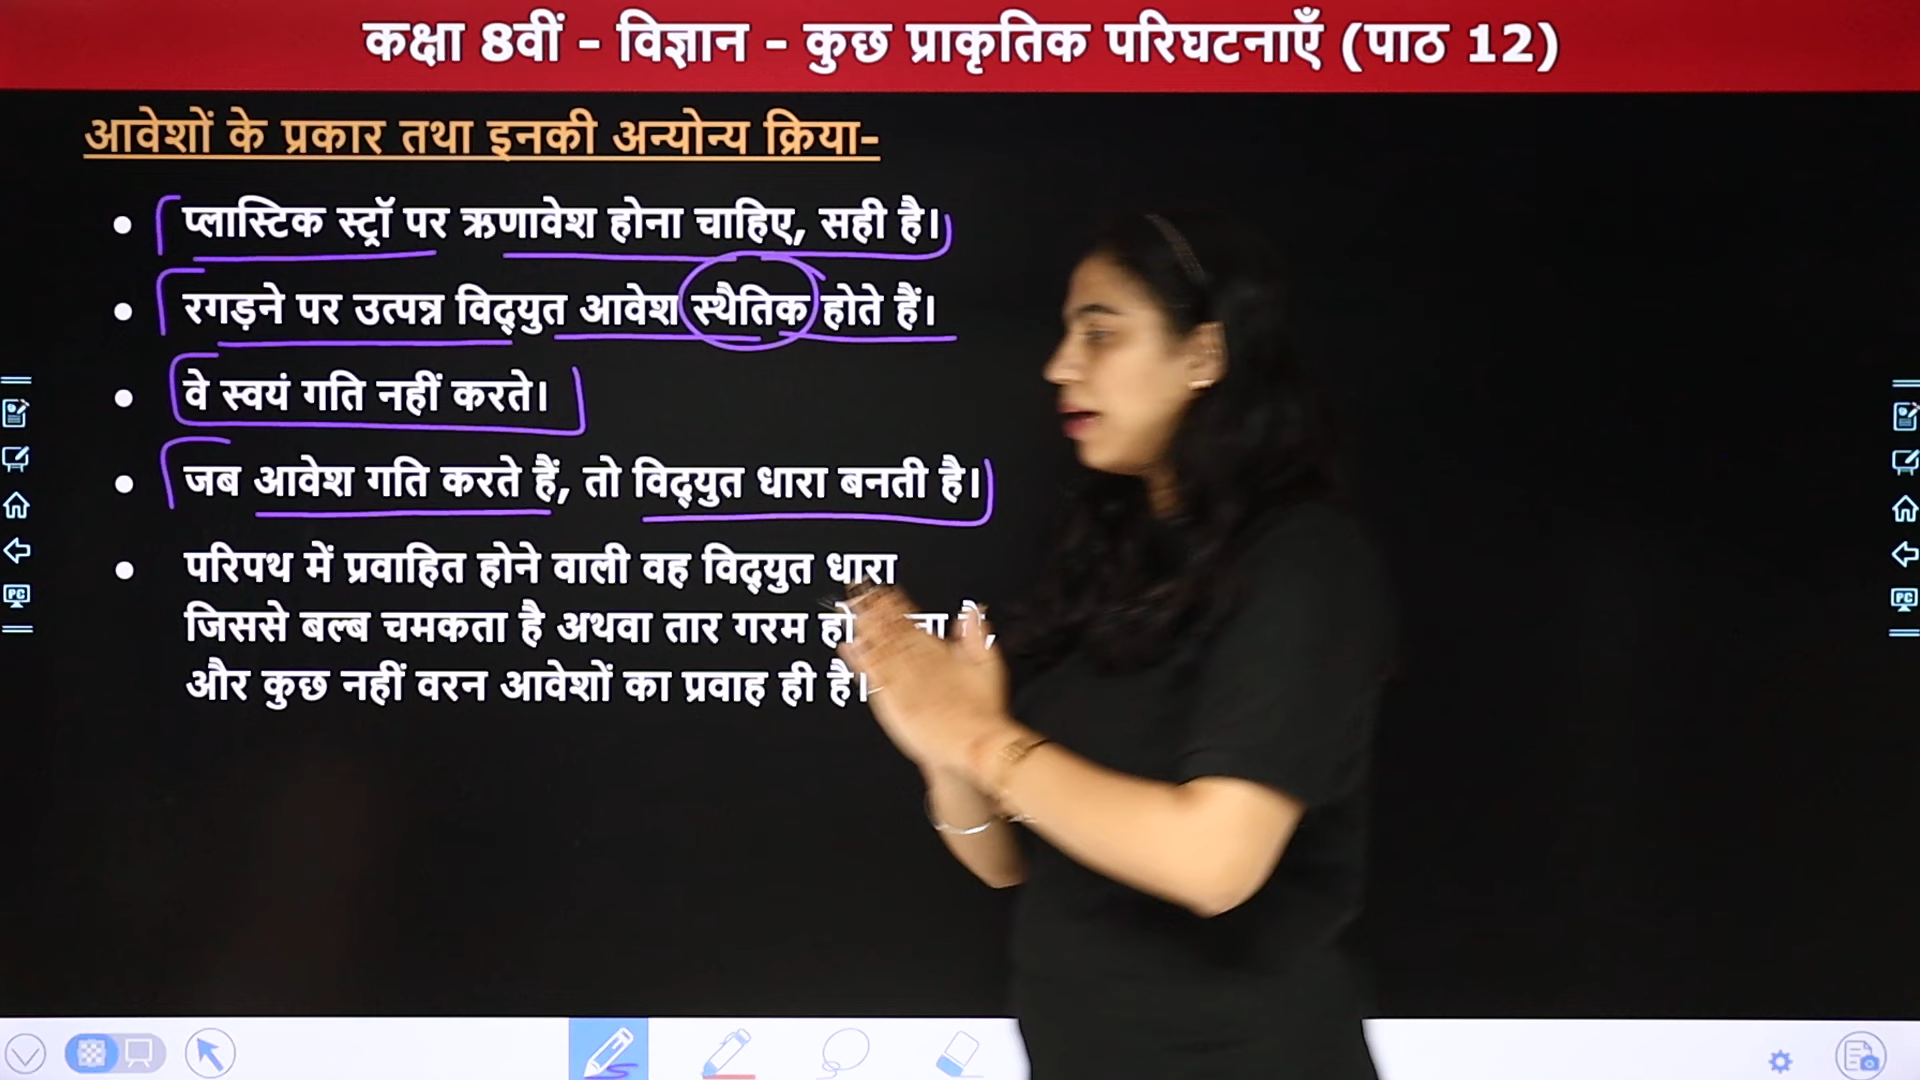 कक्षा 8वीं - विज्ञान - कुछ प्राकृतिक परिघटनाएँ (पाठ 12)
आवेशों के प्रकार तथा इनकी अन्योन्य क्रिया-
• प्लास्टिक स्ट्रॉ पर ऋणावेश होना चाहिए, सही है।
• रगड़ने पर उत्पन्न विद्‌युत आवेश स्थैतिक होते हैं।
• वे स्वयं गति नहीं करते।
• जब आवेश गति करते हैं, तो विद्‌युत धारा बनती है।
• परिपथ में प्रवाहित होने वाली वह विद्‌युत धारा
जिससे बल्ब चमकता है अथवा तार गरम
और कुछ नहीं वरन आवेशों का प्रवाह ही है।
PC
PC